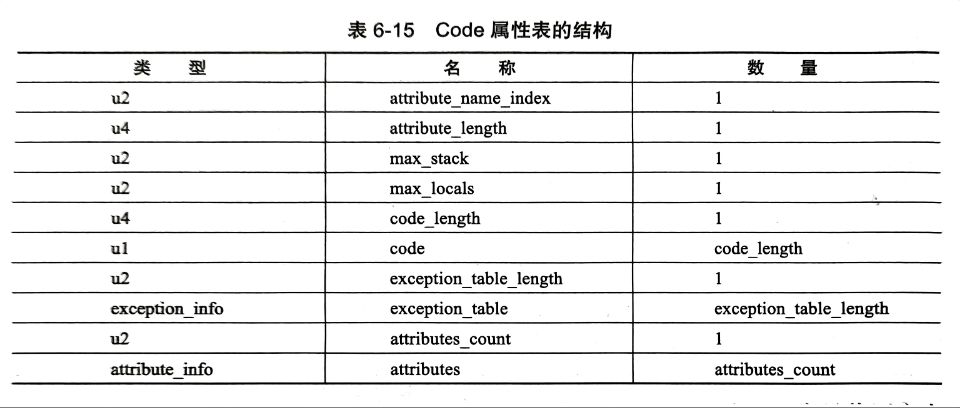 表 6-15 Code 属性表的结构
类 型 名 称 数 量
u2 attribute_name_index 1
u4 attribute_length 1
u2 max_stack 1
u2 max_locals 1
u4 code_length 1
u1 code code_length
u2 exception_table_length 1
exception_info exception_table exception_table_length
u2 attributes_count 1
attribute_info attributes attributes_count